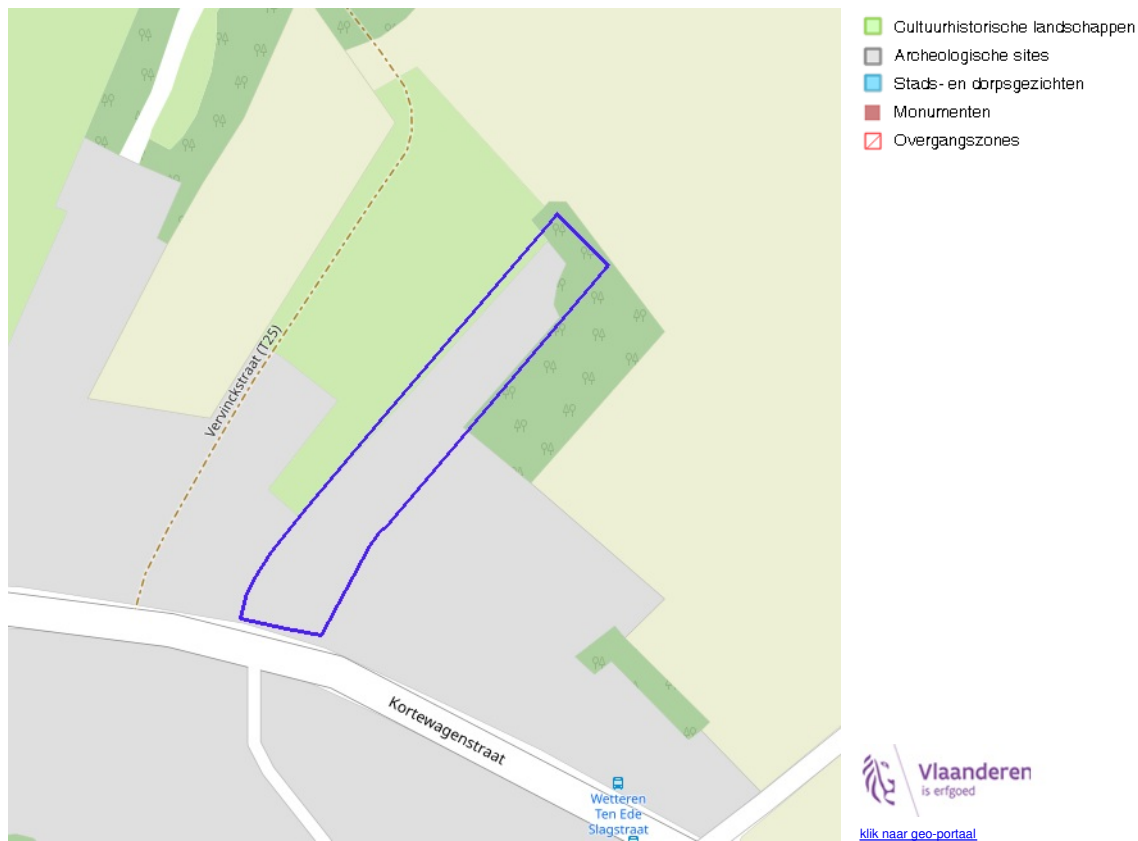 Cultuurhistorische landschappen
Archeologische sites
Stads- en dorpsgezichten
Monumenten
Overgangszones
Vervinckstraat (T25)
Kortewagenstraat
Wetteren
Ten Ede
Slagstraat
Vlaanderen
is erfgoed
klik naar geo-portaal